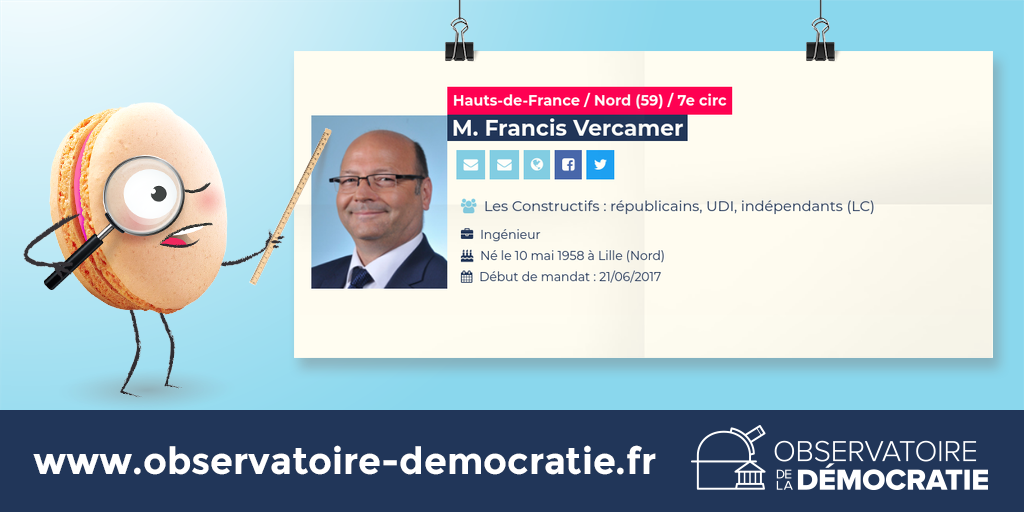 Hauts-de-France / Nord (59) / 7e circ
M. Francis Vercamer
Les Constructifs : républicains, UDI, indépendants (LC)
Ingénieur
Né le 10 mai 1958 à Lille (Nord)
Début de mandat : 21/06/2017
www.observatoire-democratie.fr
OBSERVATOIRE
DE LA DÉMOCRATIE